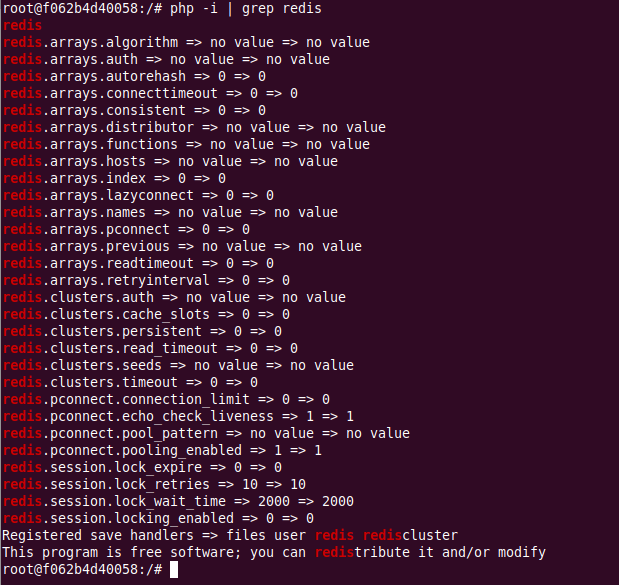 root@f062b4d40058:/# php -i | grep redis
redis
redis.arrays.algorithm => no value => no value
redis.arrays.auth => no value => no value
redis.arrays.autorehash => 0 => 0
redis.arrays.connecttimeout => 0 => 0
redis.arrays.consistent => 0 => 0
redis.arrays.distributor => no value => no value
redis.arrays.functions => no value => no value
redis.arrays.hosts => no value => no value
redis.arrays.index => 0 => 0
redis.arrays.lazyconnect => 0 => 0
redis.arrays.names => no value => no value
redis.arrays.pconnect => 0 => 0
redis.arrays.previous => no value => no value
redis.arrays.readtimeout => 0 => 0
redis.arrays.retryinterval => 0 => 0
redis.clusters.auth => no value => no value
redis.clusters.cache_slots => 0 => 0
redis.clusters.persistent => 0 => 0
redis.clusters.read_timeout => 0 => 0
redis.clusters.seeds => no value => no value
redis.clusters.timeout => 0 => 0
redis.pconnect.connection_limit => 0 => 0
redis.pconnect.echo_check_liveness => 1 => 1
redis.pconnect.pool_pattern => no value => no value
redis.pconnect.pooling_enabled => 1 => 1
redis.session.lock_expire => 0 => 0
redis.session.lock_retries => 10 => 10
redis.session.lock_wait_time => 2000 => 2000
redis.session.locking_enabled => 0 => 0
Registered save handlers => files user redis rediscluster
This program is free software; you can redistribute it and/or modify
root@f062b4d40058:/#